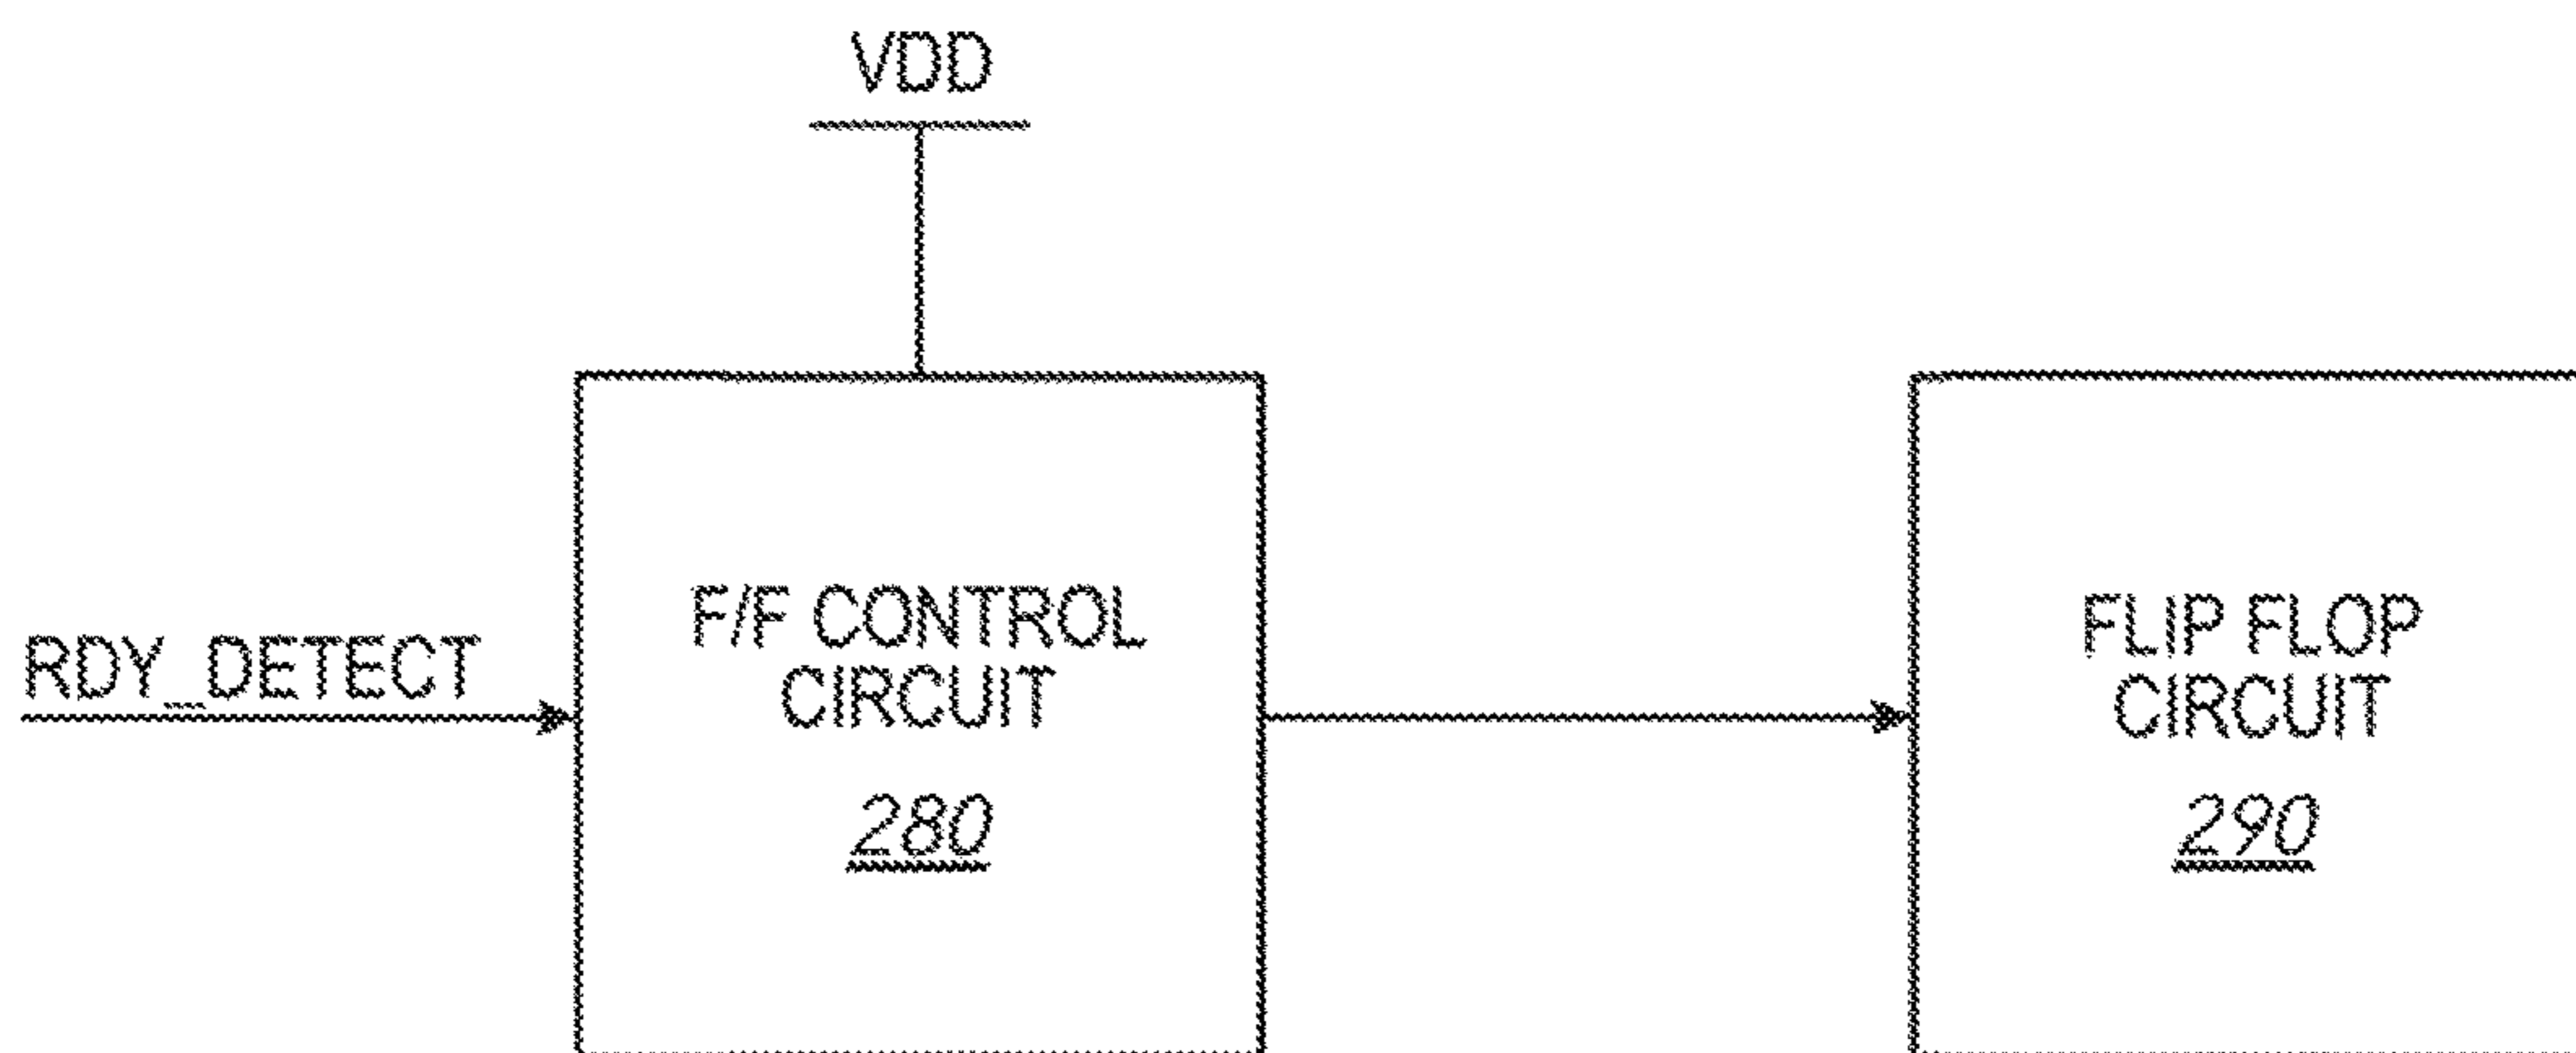 VDD
RDY_DETECT
F/F CONTROL
CIRCUIT
280
FLIP FLOP
CIRCUIT
290